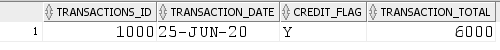 TRANSACTIONS_ID TRANSACTION_DATE CREDIT_FLAG TRANSACTION_TOTAL
1 1000 25-JUN-20 Y 6000